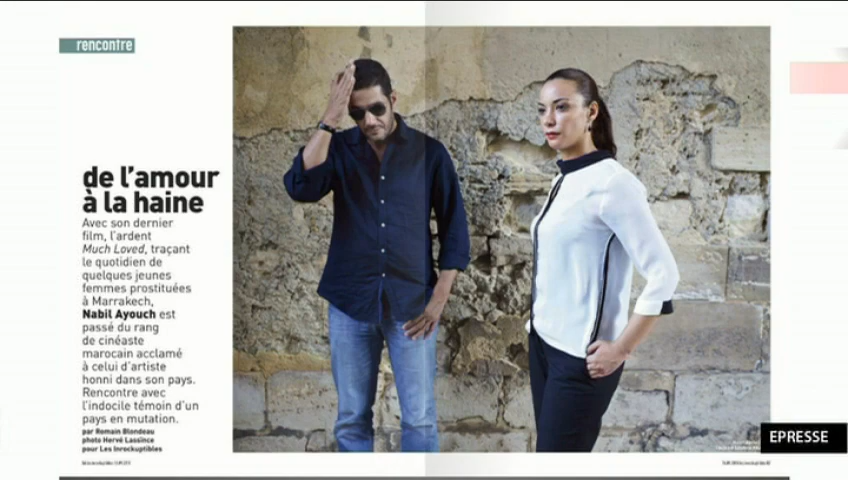 rencontre
de l'amour
à la haine
Avec son dernier
film, l'ardent
Much Loved, traçant
le quotidien de
quelques jeunes
femmes prostituées
à Marrakech,
Nabil Ayouch est
passé du rang
de cinéaste
marocain acclamé
à celui d'artiste
honni dans son pays.
Rencontre avec
l'indocile témoin d'un
pays en mutation.
par Romain Blondeau
photo Hervé Lassïnce
pour Les Inrockuptibles
EPRESSE